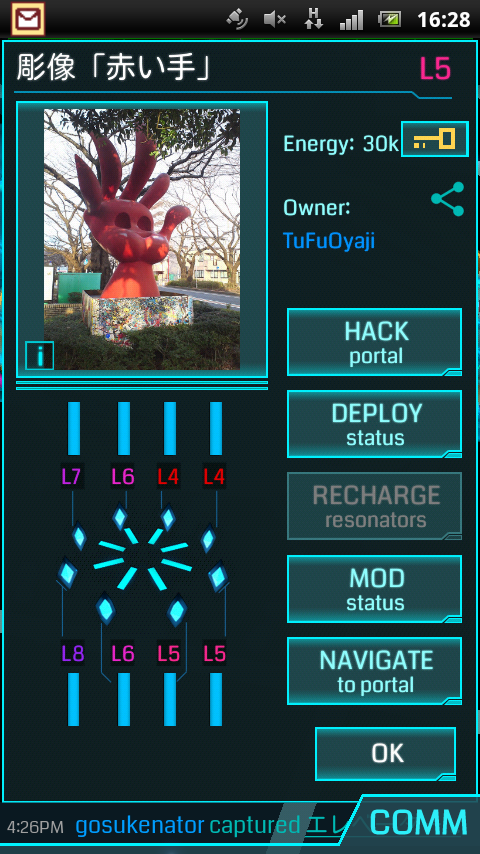 H 16:28
彫像「赤い手」 L5
Energy: 30k
Owner:
TuFuOyaji
i
HACK
portal
DEPLOY
status
L7 L6 L4 L4
RECHARGE
resonators
MOD
status
L8 L6 L5 L5
NAVIGATE
to portal
OK
4:26PM gosukenator captured エレ
COMM